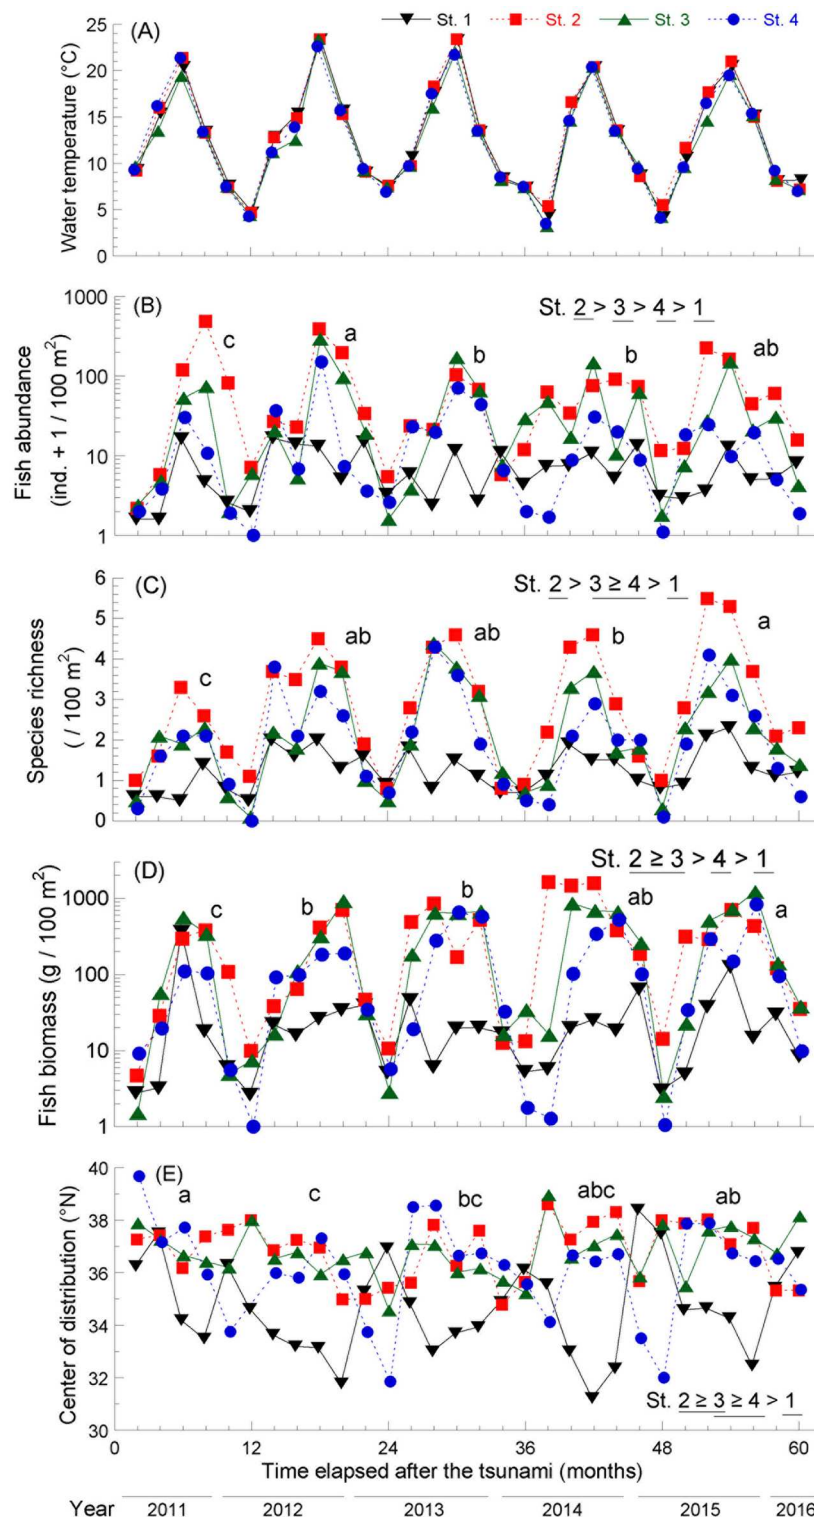 St. 1 St. 2 St. 3 St. 4
(A)
Water temperature (°C)
25
20
15
10
5
0
(B)
St. 2 > 3 > 4 > 1
Fish abundance
(ind. + 1 / 100 m²)
1000
100
10
1
c a b b ab
(C)
St. 2 > 3 ≥ 4 > 1
Species richness
( / 100 m²)
6
5
4
3
2
1
0
c ab ab b a
(D)
St. 2 ≥ 3 > 4 > 1
Fish biomass (g / 100 m²)
1000
100
10
1
c b b ab a
(E)
Center of distribution (°N)
40
38
36
34
32
30
a c bc abc ab
St. 2 ≥ 3 ≥ 4 > 1
0 12 24 36 48 60
Time elapsed after the tsunami (months)
Year 2011 2012 2013 2014 2015 2016